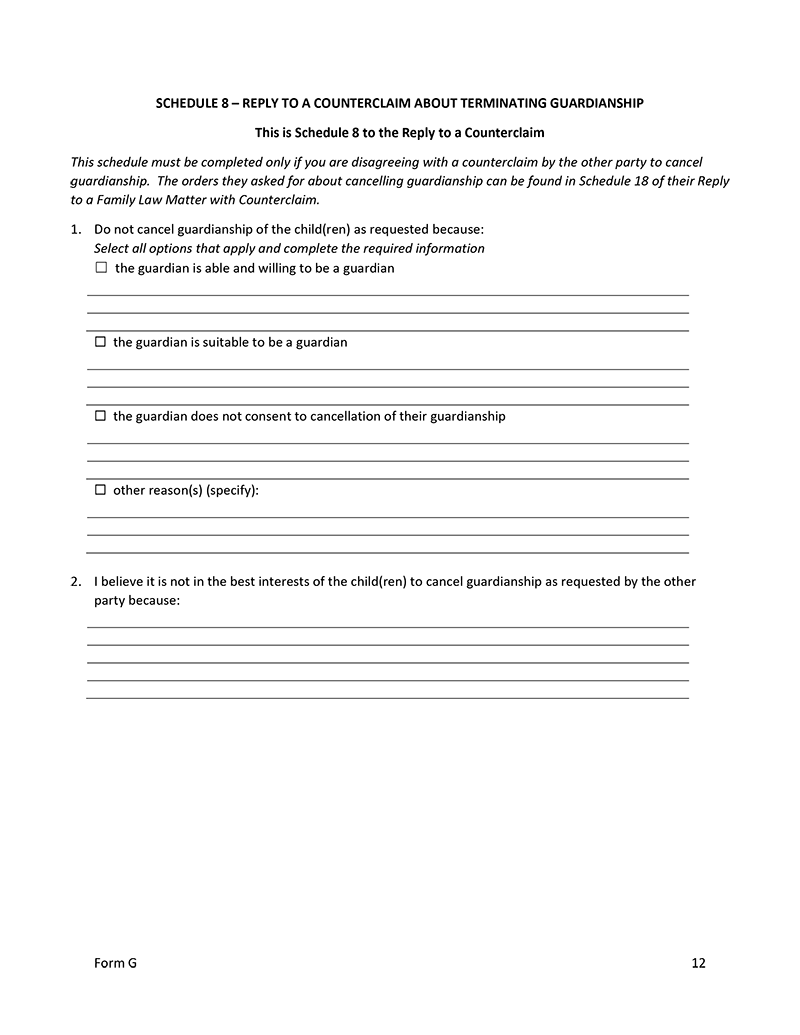 SCHEDULE 8 – REPLY TO A COUNTERCLAIM ABOUT TERMINATING GUARDIANSHIP
This is Schedule 8 to the Reply to a Counterclaim
This schedule must be completed only if you are disagreeing with a counterclaim by the other party to cancel
guardianship.  The orders they asked for about cancelling guardianship can be found in Schedule 18 of their Reply
to a Family Law Matter with Counterclaim.
1. Do not cancel guardianship of the child(ren) as requested because:
Select all options that apply and complete the required information
☐ the guardian is able and willing to be a guardian
☐ the guardian is suitable to be a guardian
☐ the guardian does not consent to cancellation of their guardianship
☐ other reason(s) (specify):
2. I believe it is not in the best interests of the child(ren) to cancel guardianship as requested by the other
party because:
Form G 12